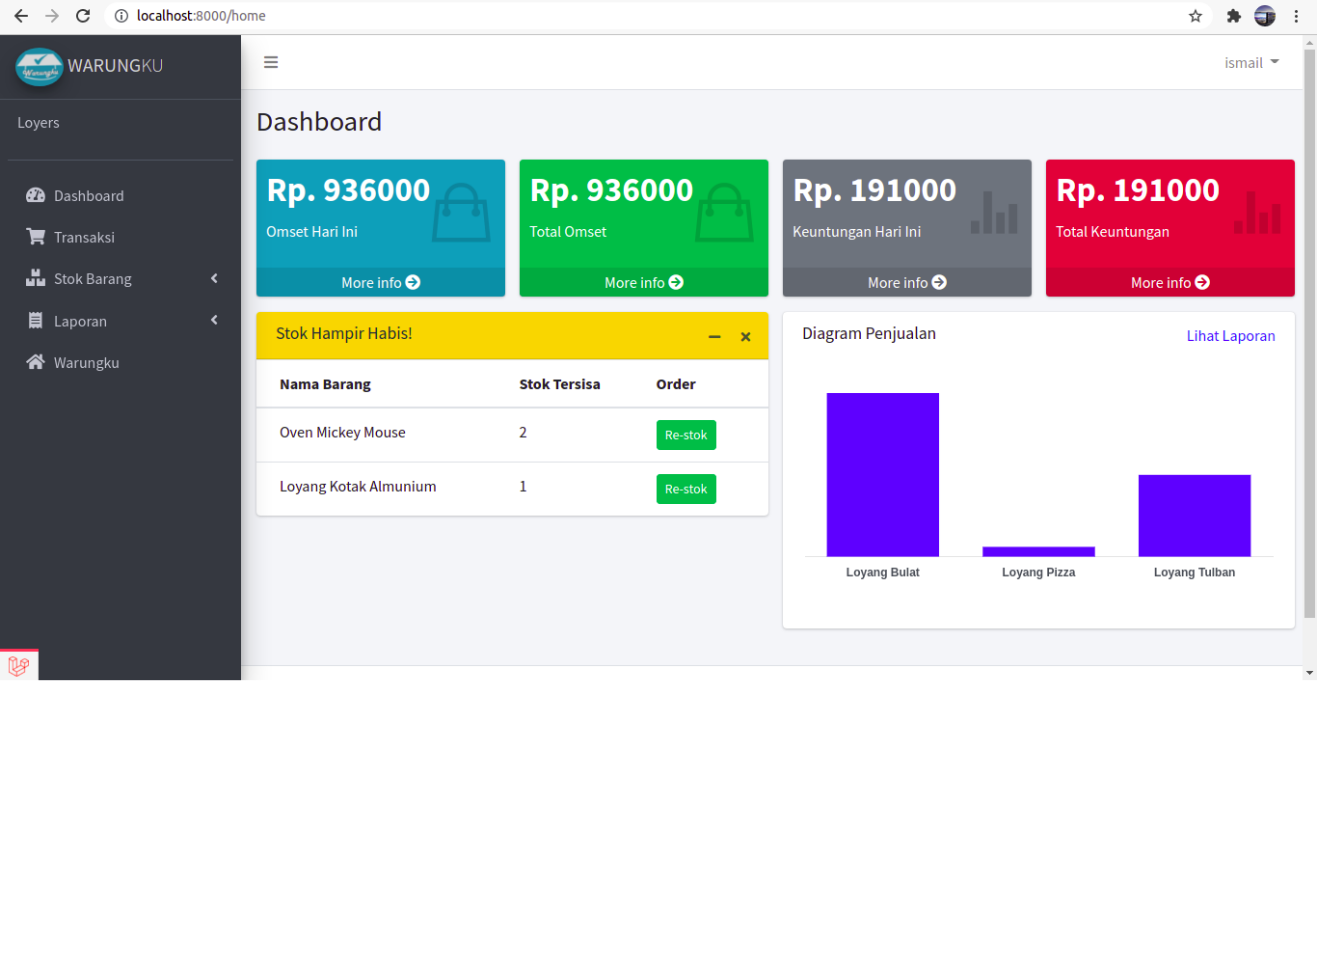 localhost:8000/home
Warungku
WARUNGKU
ismail
Loyers
Dashboard
Transaksi
Stok Barang
Laporan
Warungku
Dashboard
Rp. 936000
Omset Hari Ini
More info
Rp. 936000
Total Omset
More info
Rp. 191000
Keuntungan Hari Ini
More info
Rp. 191000
Total Keuntungan
More info
Stok Hampir Habis!
Nama Barang Stok Tersisa Order
Oven Mickey Mouse 2 Re-stok
Loyang Kotak Almunium 1 Re-stok
Diagram Penjualan
Lihat Laporan
Loyang Bulat Loyang Pizza Loyang Tulban